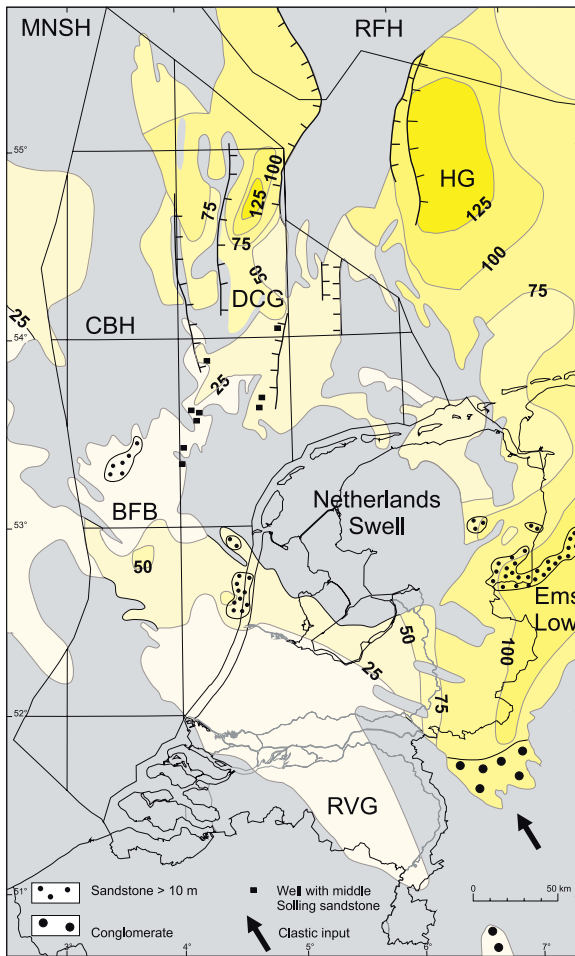 MNSH
RFH
55°
100
125
75
75
HG
125
100
50
DCG
75
25
CBH
54°
25
Netherlands
Swell
BFB
53°
50
Ems
Low
50
100
25
75
52°
RVG
51°
Sandstone > 10 m
Well with middle
Solling sandstone
0
50 km
Conglomerate
Clastic input
3°
4°
5°
6°